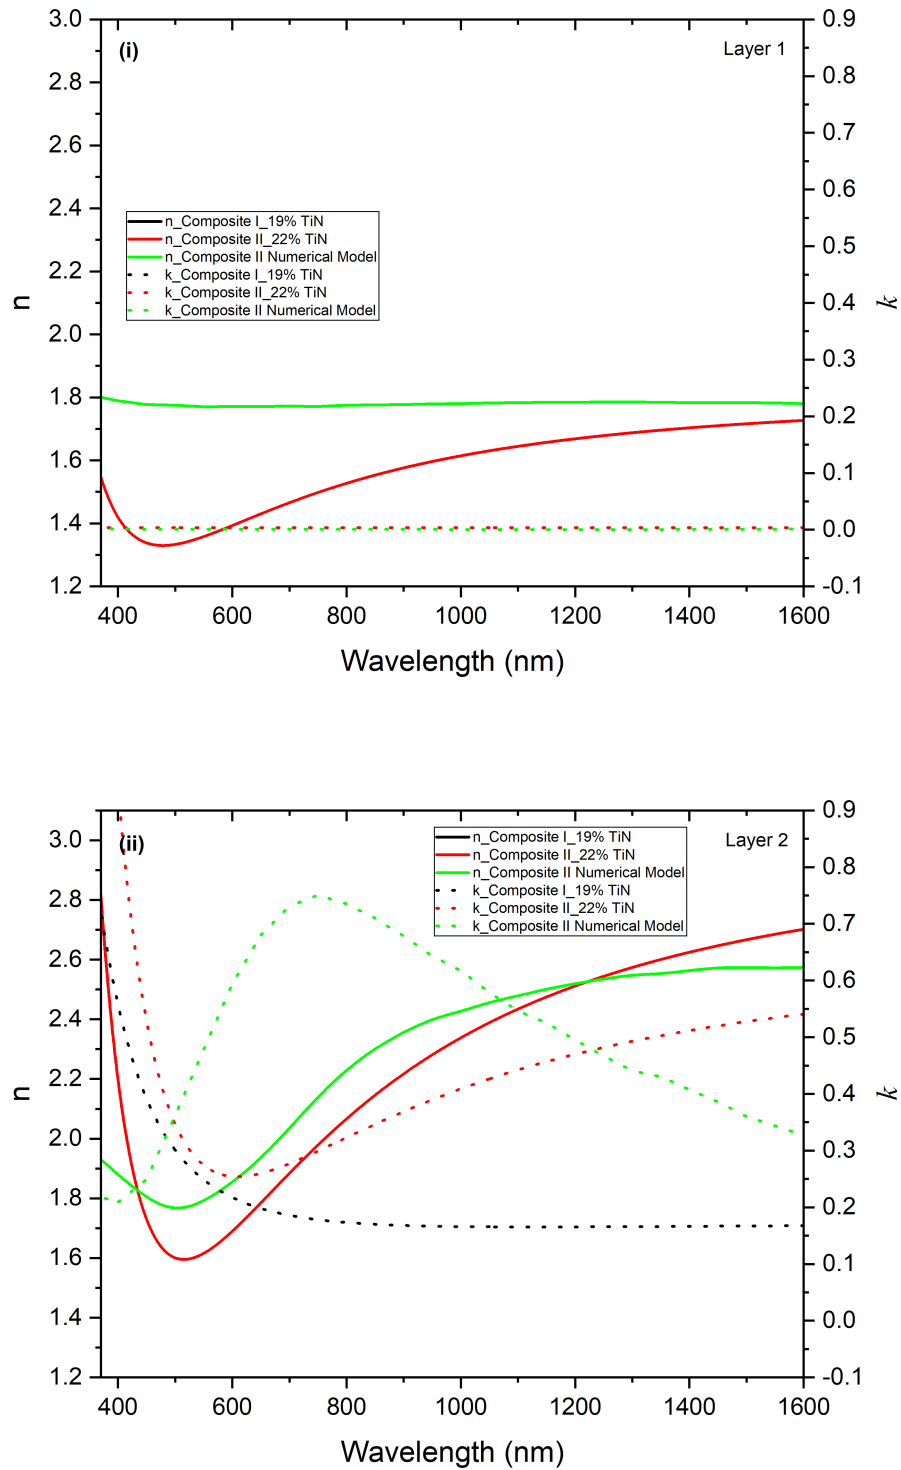 3.0
2.8
2.6
2.4
2.2
2.0
1.8
1.6
1.4
1.2
n
(i)
Layer 1
n_Composite I_19% TiN
n_Composite II_22% TiN
n_Composite II Numerical Model
k_Composite I_19% TiN
k_Composite II_22% TiN
k_Composite II Numerical Model
0.9
0.8
0.7
0.6
0.5
0.4
0.3
0.2
0.1
0.0
-0.1
k
400 600 800 1000 1200 1400 1600
Wavelength (nm)
3.0
2.8
2.6
2.4
2.2
2.0
1.8
1.6
1.4
1.2
n
(ii)
Layer 2
n_Composite I_19% TiN
n_Composite II_22% TiN
n_Composite II Numerical Model
k_Composite I_19% TiN
k_Composite II_22% TiN
k_Composite II Numerical Model
0.9
0.8
0.7
0.6
0.5
0.4
0.3
0.2
0.1
0.0
-0.1
k
400 600 800 1000 1200 1400 1600
Wavelength (nm)